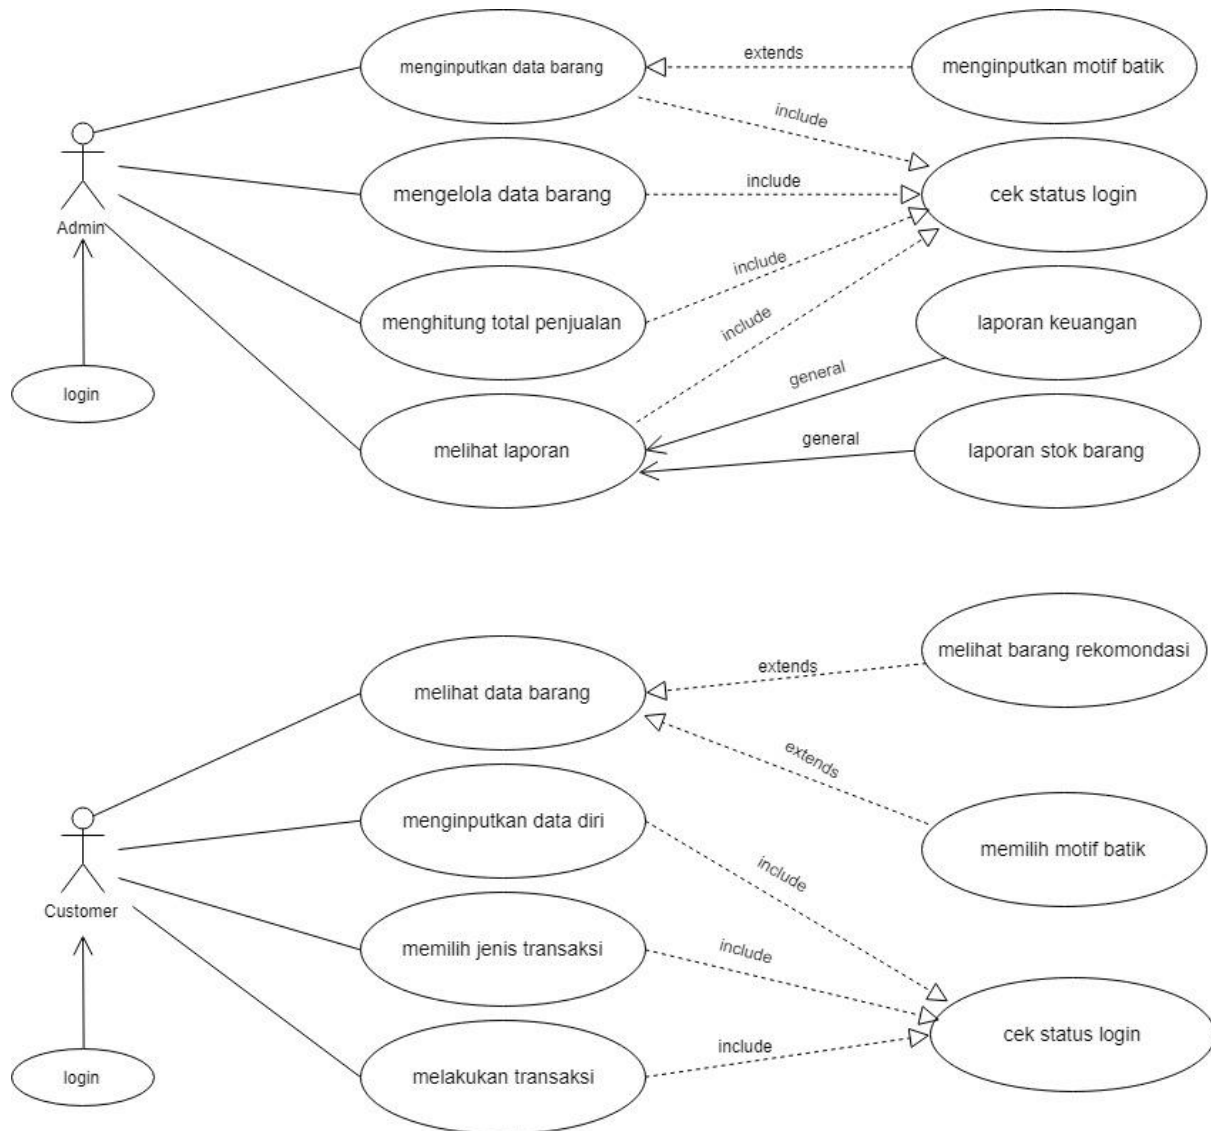 menginputkan data barang
extends
menginputkan motif batik
include
Admin
mengelola data barang
include
cek status login
include
menghitung total penjualan
include
laporan keuangan
general
login
melihat laporan
general
laporan stok barang
melihat data barang
extends
melihat barang rekomondasi
extends
Customer
menginputkan data diri
include
memilih motif batik
memilih jenis transaksi
include
cek status login
login
melakukan transaksi
include